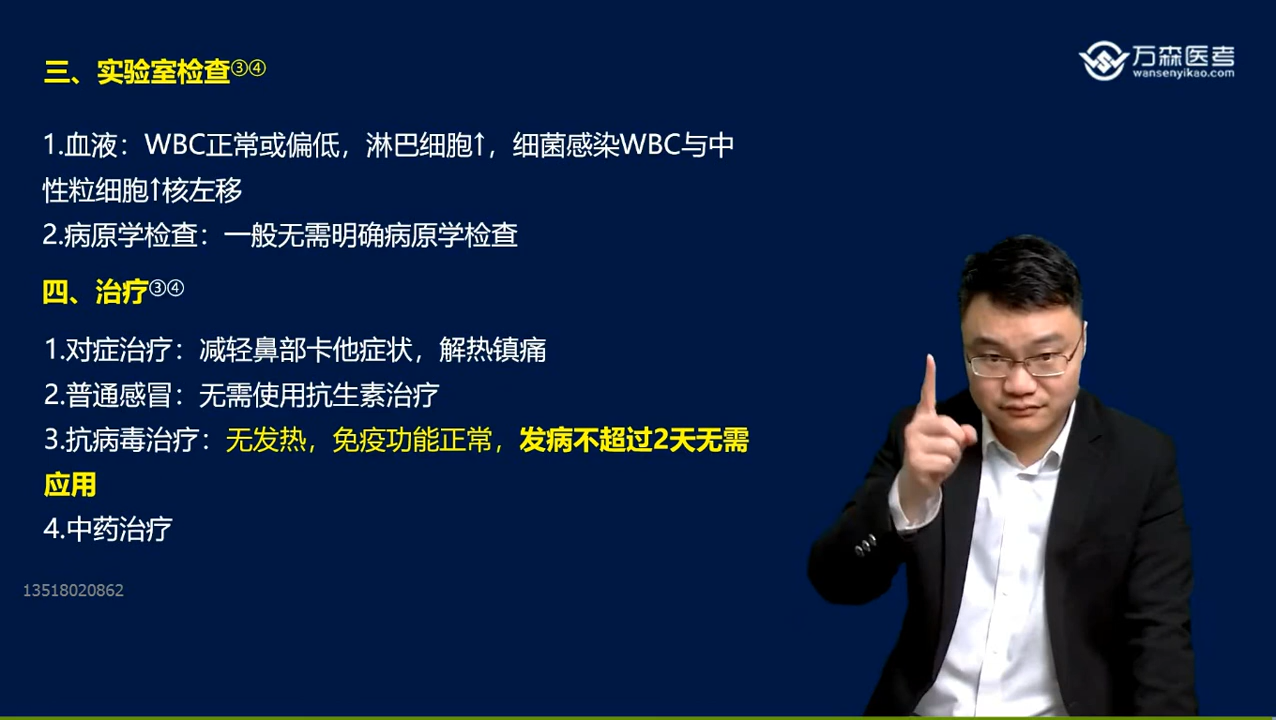 万森医考
wansenyikao.com
三、实验室检查③④
1.血液：WBC正常或偏低，淋巴细胞↑，细菌感染WBC与中
性粒细胞↑核左移
2.病原学检查：一般无需明确病原学检查
四、治疗③④
1.对症治疗：减轻鼻部卡他症状，解热镇痛
2.普通感冒：无需使用抗生素治疗
3.抗病毒治疗：无发热，免疫功能正常，发病不超过2天无需
应用
4.中药治疗
13518020862